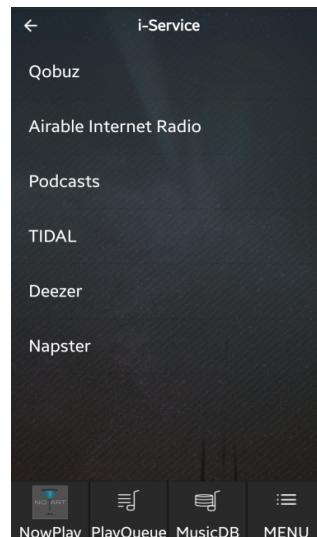 i-Service
Qobuz
Airable Internet Radio
Podcasts
TIDAL
Deezer
Napster
NO ART
NowPlay PlayQueue MusicDB MENU